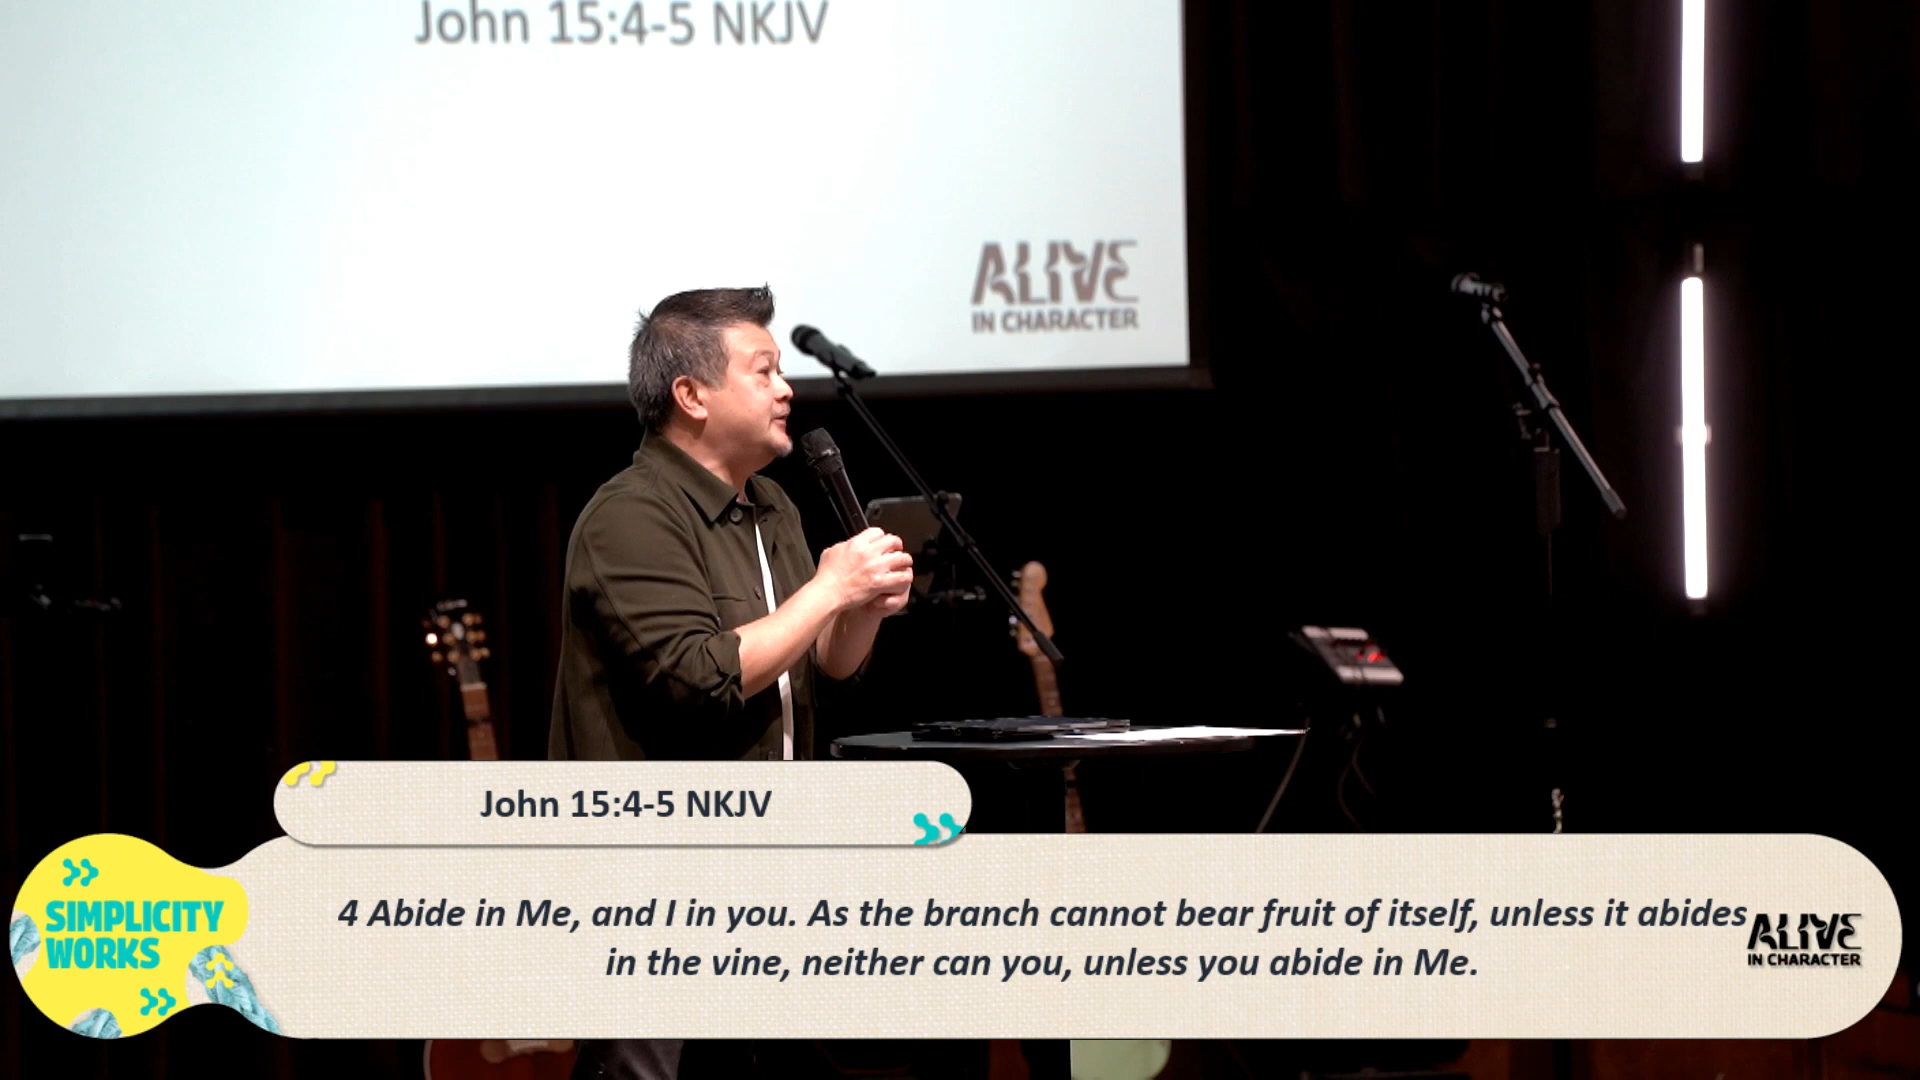 John 15:4-5 NKJV
ALIVE
IN CHARACTER
John 15:4-5 NKJV
SIMPLICITY
WORKS
4 Abide in Me, and I in you. As the branch cannot bear fruit of itself, unless it abides
in the vine, neither can you, unless you abide in Me.
ALIVE
IN CHARACTER